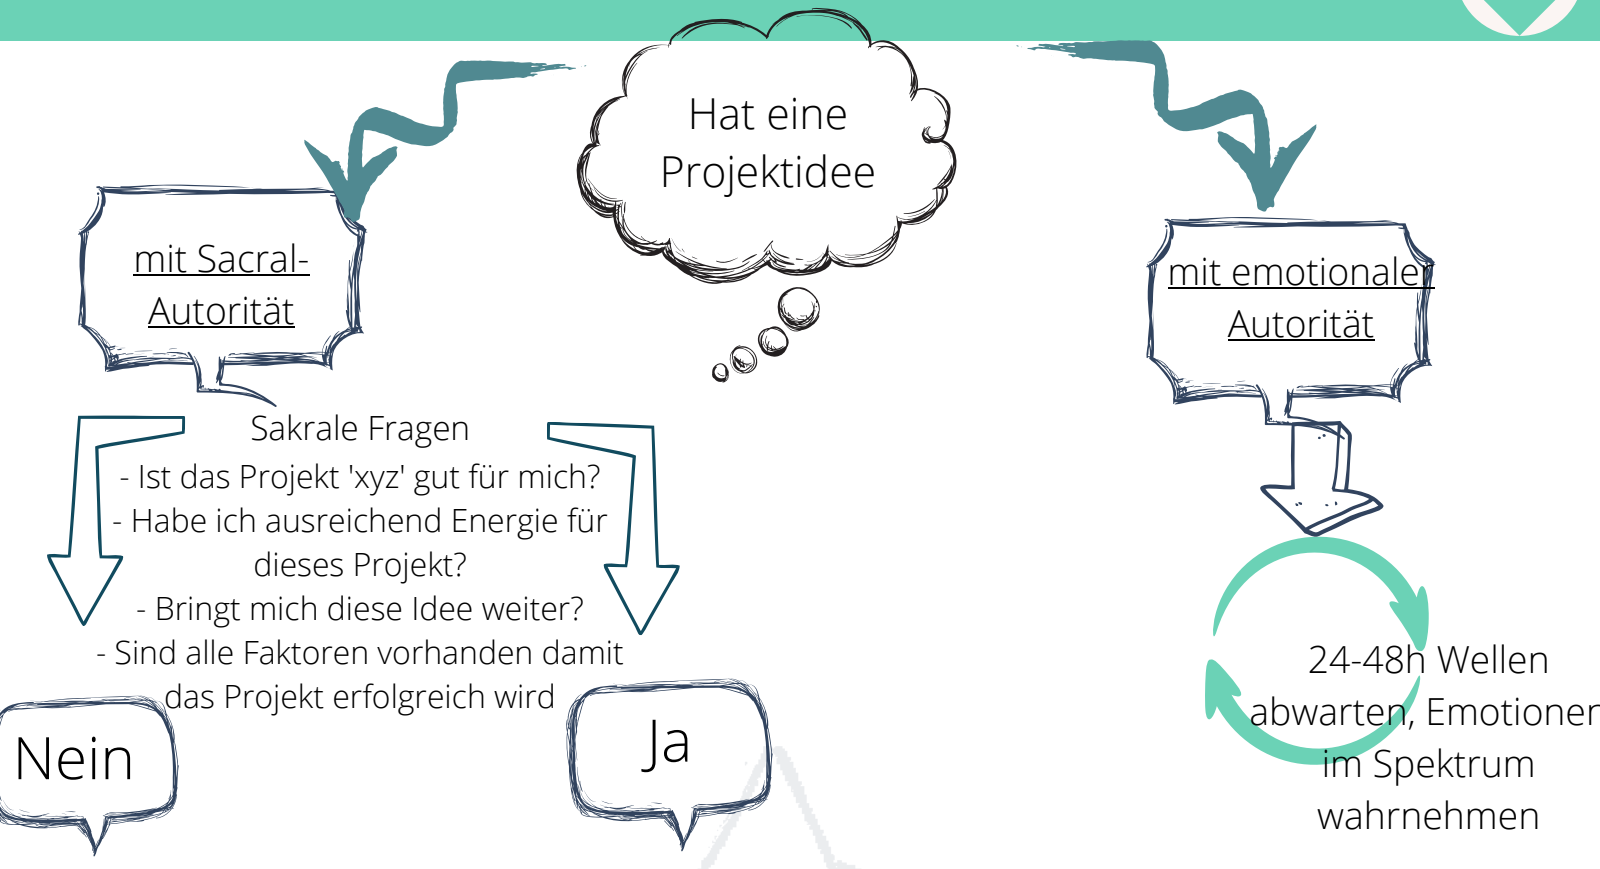 Hat eine
Projektidee
mit Sacral-
Autorität
mit emotionaler
Autorität
Sakrale Fragen
- Ist das Projekt 'xyz' gut für mich?
- Habe ich ausreichend Energie für
dieses Projekt?
- Bringt mich diese Idee weiter?
- Sind alle Faktoren vorhanden damit
das Projekt erfolgreich wird
Nein
Ja
24-48h Wellen
abwarten, Emotionen
im Spektrum
wahrnehmen